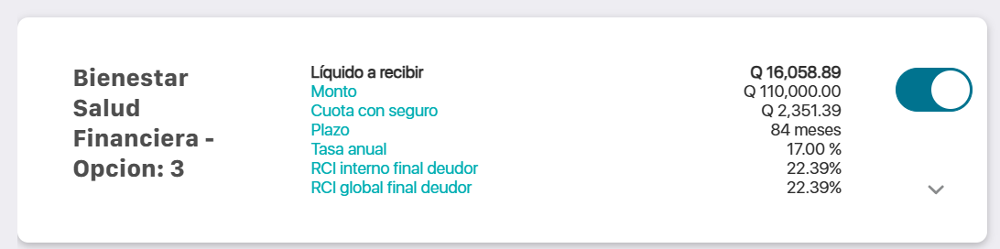 Bienestar
Salud
Financiera -
Opcion: 3
Líquido a recibir Q 16,058.89
Monto Q 110,000.00
Cuota con seguro Q 2,351.39
Plazo 84 meses
Tasa anual 17.00 %
RCI interno final deudor 22.39%
RCI global final deudor 22.39%